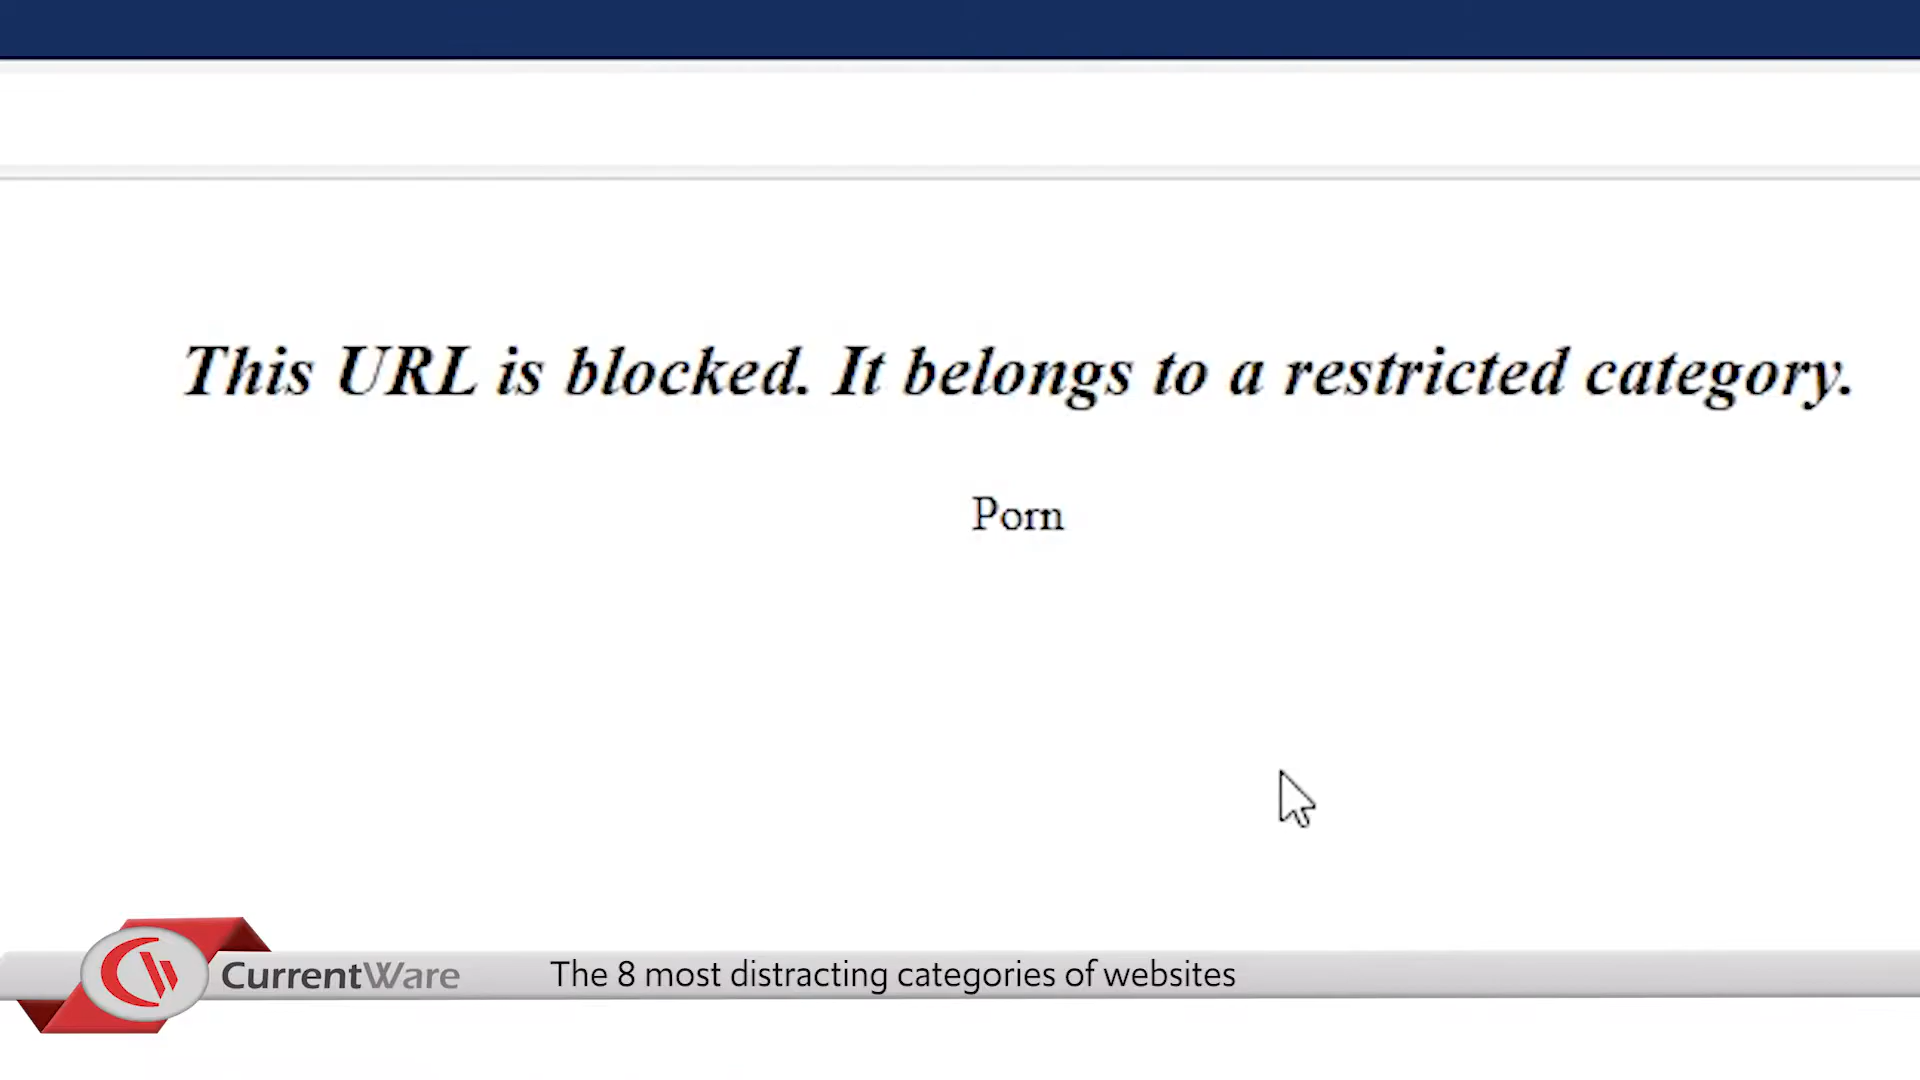 This URL is blocked. It belongs to a restricted category.
Porn
CurrentWare The 8 most distracting categories of websites